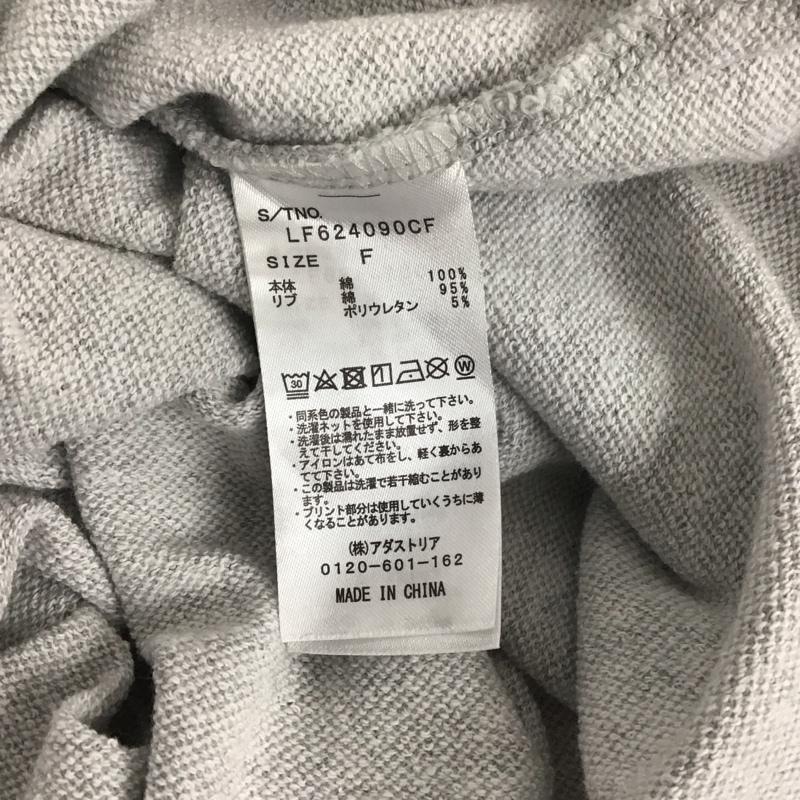 S/TNO.
LF624090CF
SIZE F
本体 綿 100%
リブ 綿 95%
ポリウレタン 5%
30 W
・同系色の製品と一緒に洗って下さい。
・洗濯ネットを使用して下さい。
・洗濯後は濡れたまま放置せず、形を整
えて干してください。
・アイロンはあて布をし、軽く裏からあ
てて下さい。
・この製品は洗濯で若干縮むことがあり
ます。
・プリント部分は使用していくうちに薄
くなることがあります。
(株)アダストリア
0120-601-162
MADE IN CHINA